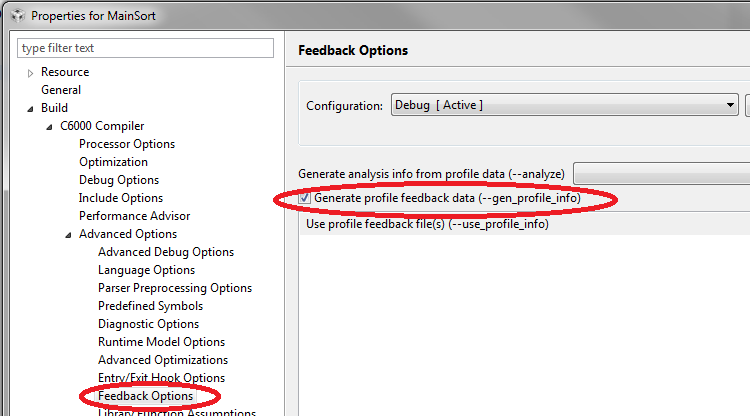 Properties for MainSort
type filter text
Resource
General
Build
C6000 Compiler
Processor Options
Optimization
Debug Options
Include Options
Performance Advisor
Advanced Options
Advanced Debug Options
Language Options
Parser Preprocessing Options
Predefined Symbols
Diagnostic Options
Runtime Model Options
Advanced Optimizations
Entry/Exit Hook Options
Feedback Options
Library Function Assumptions
Feedback Options
Configuration: Debug [ Active ]
Generate analysis info from profile data (--analyze)
Generate profile feedback data (--gen_profile_info)
Use profile feedback file(s) (--use_profile_info)